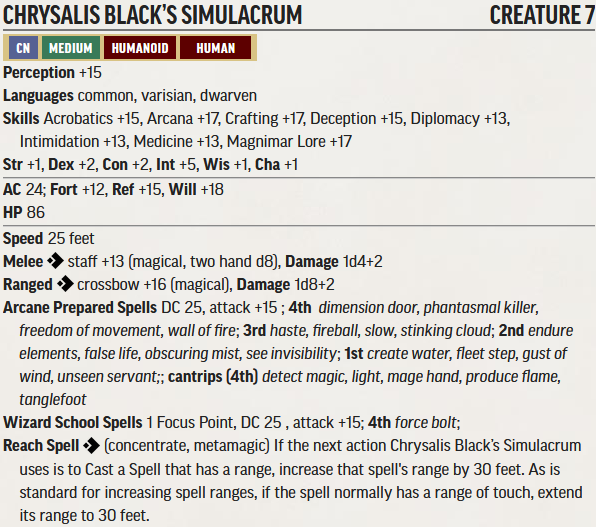 CHRYSALIS BLACK'S SIMULACRUM CREATURE 7
CN MEDIUM HUMANOID HUMAN
Perception +15
Languages common, varisian, dwarven
Skills Acrobatics +15, Arcana +17, Crafting +17, Deception +15, Diplomacy +13,
Intimidation +13, Medicine +13, Magnimar Lore +17
Str +1, Dex +2, Con +2, Int +5, Wis +1, Cha +1
AC 24; Fort +12, Ref +15, Will +18
HP 86
Speed 25 feet
Melee staff +13 (magical, two hand d8), Damage 1d4+2
Ranged crossbow +16 (magical), Damage 1d8+2
Arcane Prepared Spells DC 25, attack +15 ; 4th dimension door, phantasmal killer,
freedom of movement, wall of fire; 3rd haste, fireball, slow, stinking cloud; 2nd endure
elements, false life, obscuring mist, see invisibility; 1st create water, fleet step, gust of
wind, unseen servant;; cantrips (4th) detect magic, light, mage hand, produce flame,
tanglefoot
Wizard School Spells 1 Focus Point, DC 25 , attack +15; 4th force bolt;
Reach Spell (concentrate, metamagic) If the next action Chrysalis Black's Simulacrum
uses is to Cast a Spell that has a range, increase that spell's range by 30 feet. As is
standard for increasing spell ranges, if the spell normally has a range of touch, extend
its range to 30 feet.